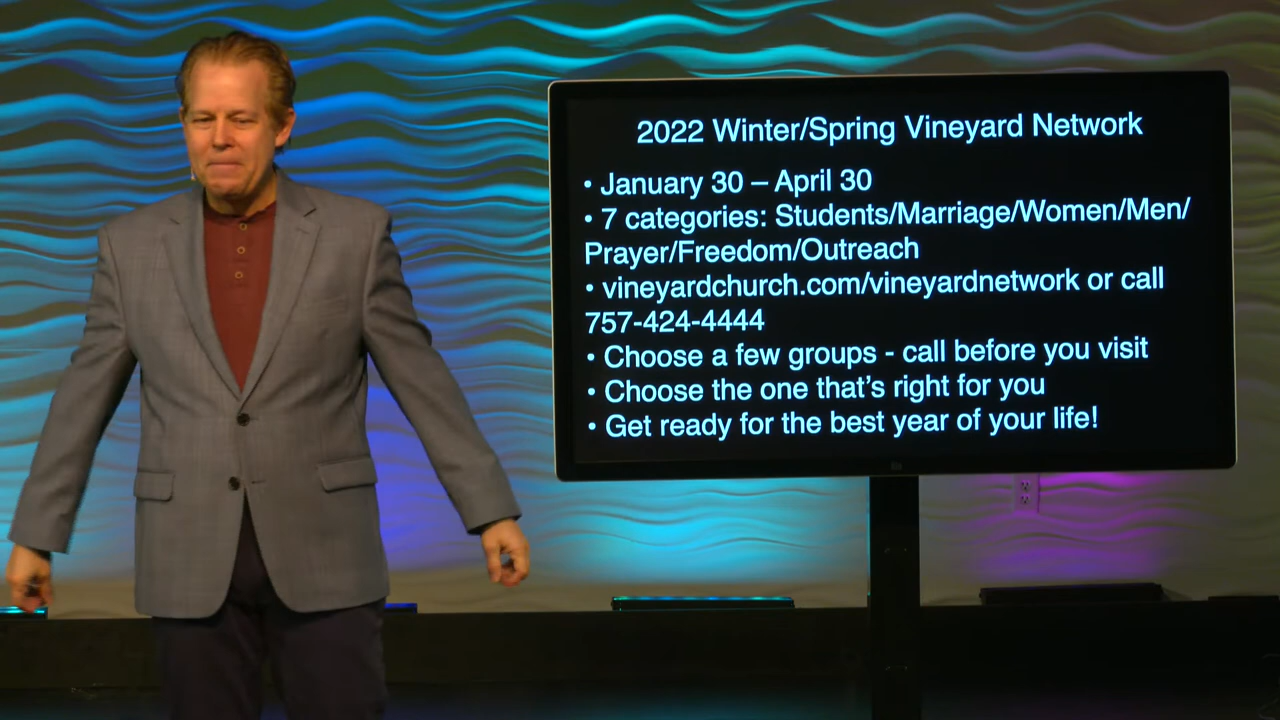 2022 Winter/Spring Vineyard Network
• January 30 – April 30
• 7 categories: Students/Marriage/Women/Men/
Prayer/Freedom/Outreach
• vineyardchurch.com/vineyardnetwork or call
757-424-4444
• Choose a few groups - call before you visit
• Choose the one that’s right for you
• Get ready for the best year of your life!